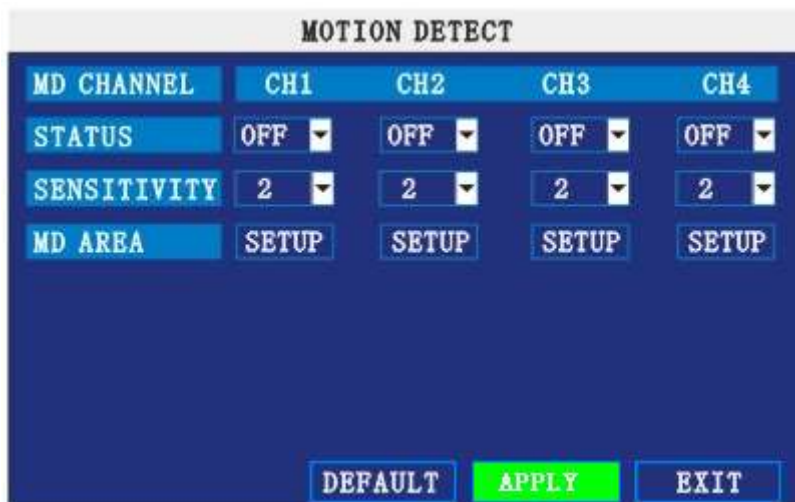 MOTION DETECT
MD CHANNEL CH1 CH2 CH3 CH4
STATUS OFF OFF OFF OFF
SENSITIVITY 2 2 2 2
MD AREA SETUP SETUP SETUP SETUP
DEFAULT APPLY EXIT